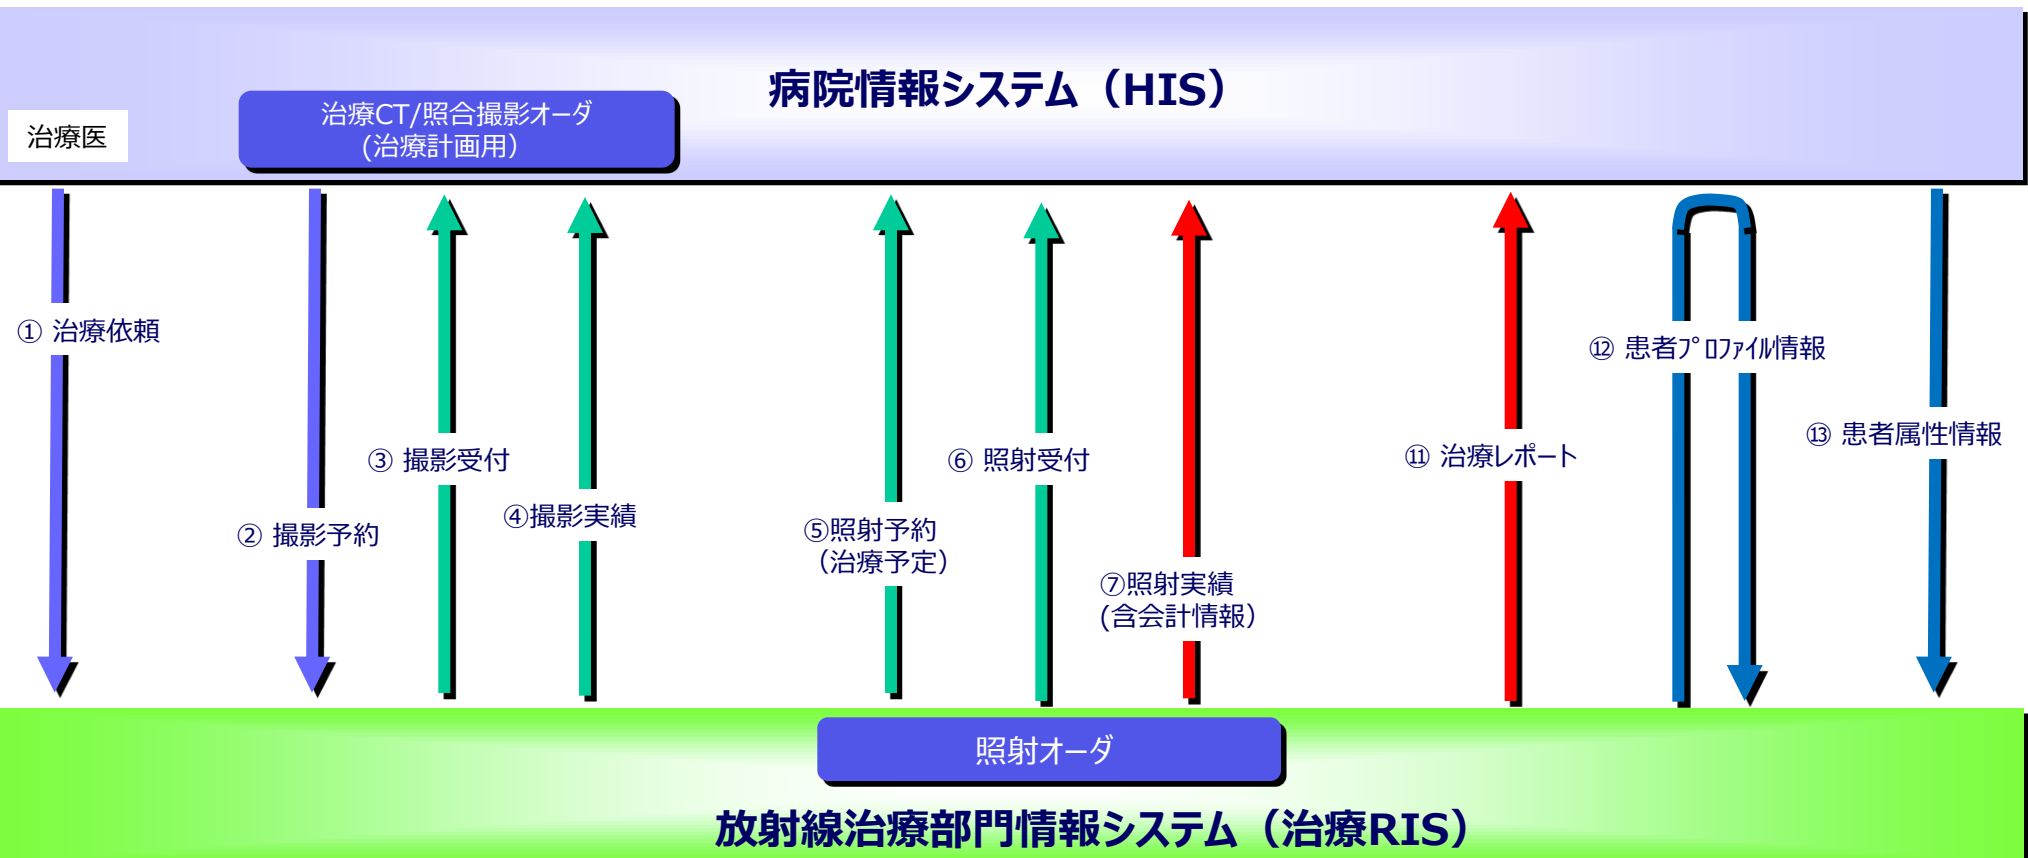 病院情報システム（HIS）
治療医
治療CT/照合撮影オーダ
(治療計画用）
① 治療依頼
② 撮影予約
③ 撮影受付
④撮影実績
⑤照射予約
（治療予定）
⑥ 照射受付
⑦照射実績
(含会計情報）
⑪ 治療レポート
⑫ 患者ﾌﾟﾛﾌｧｲﾙ情報
⑬ 患者属性情報
照射オーダ
放射線治療部門情報システム（治療RIS）